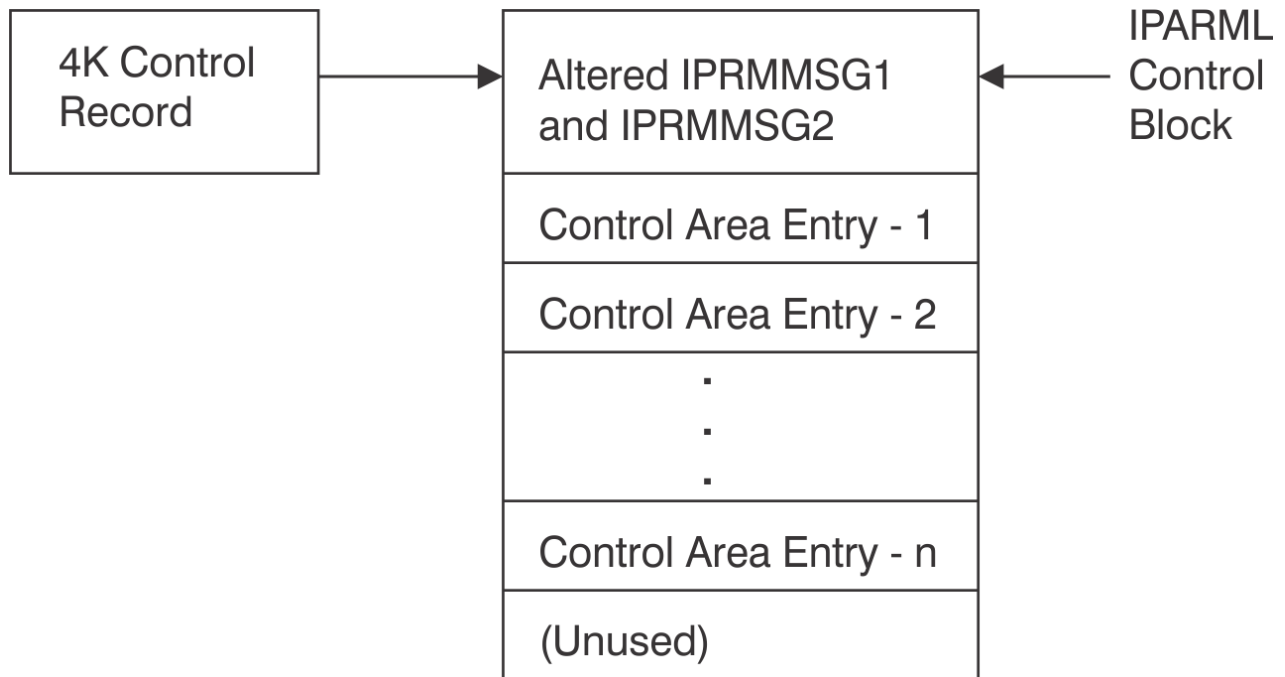 4K Control
Record
Altered IPRMMSG1
and IPRMMSG2
IPARML
Control
Block
Control Area Entry - 1
Control Area Entry - 2
.
.
.
Control Area Entry - n
(Unused)